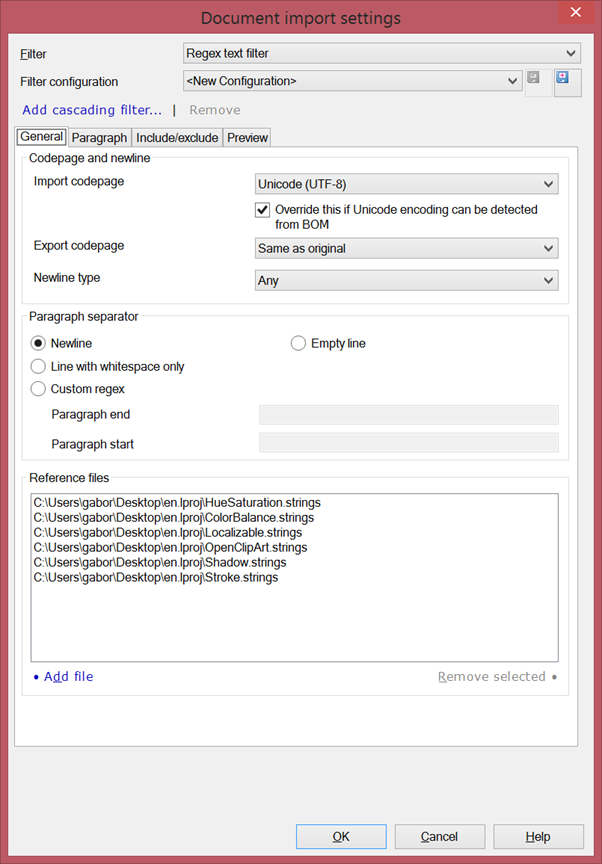 Document import settings
Filter
Regex text filter
Filter configuration
<New Configuration>
Add cascading filter... | Remove
General
Paragraph
Include/exclude
Preview
Codepage and newline
Import codepage
Unicode (UTF-8)
Override this if Unicode encoding can be detected
from BOM
Export codepage
Same as original
Newline type
Any
Paragraph separator
Newline
Empty line
Line with whitespace only
Custom regex
Paragraph end
Paragraph start
Reference files
C:\Users\gabor\Desktop\en.lproj\HueSaturation.strings
C:\Users\gabor\Desktop\en.lproj\ColorBalance.strings
C:\Users\gabor\Desktop\en.lproj\Localizable.strings
C:\Users\gabor\Desktop\en.lproj\OpenClipArt.strings
C:\Users\gabor\Desktop\en.lproj\Shadow.strings
C:\Users\gabor\Desktop\en.lproj\Stroke.strings
• Add file
Remove selected •
OK
Cancel
Help